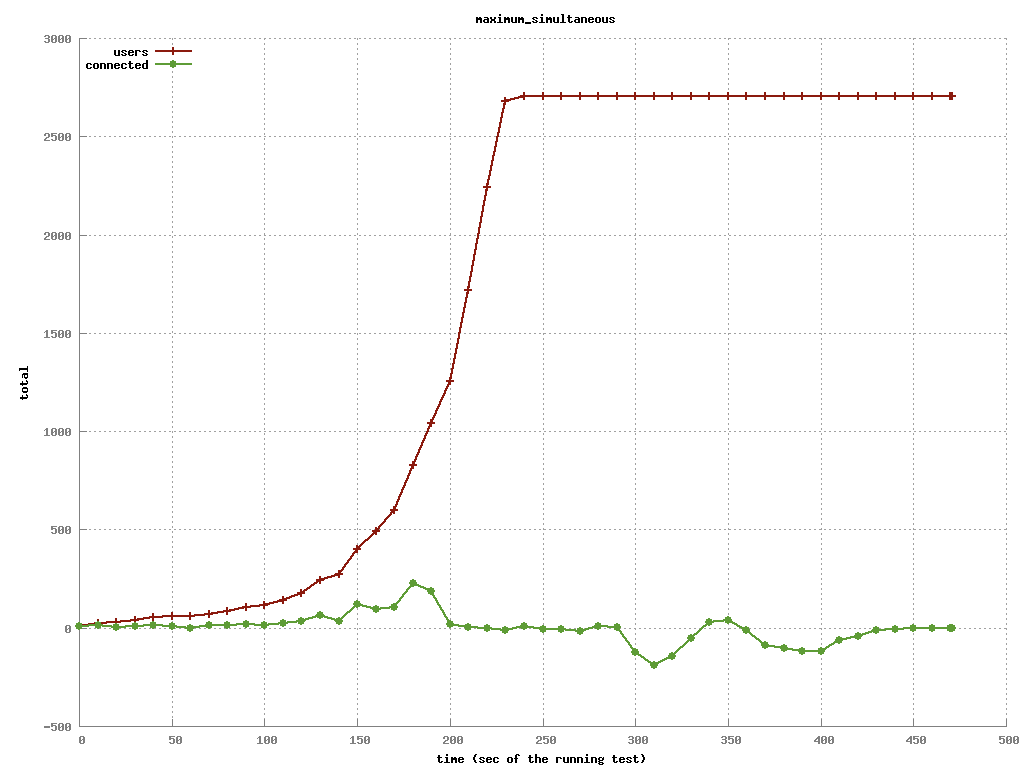 maximum_simultaneous
3000
users
connected
2500
2000
1500
total
1000
500
0
-500
0 50 100 150 200 250 300 350 400 450 500
time (sec of the running test)